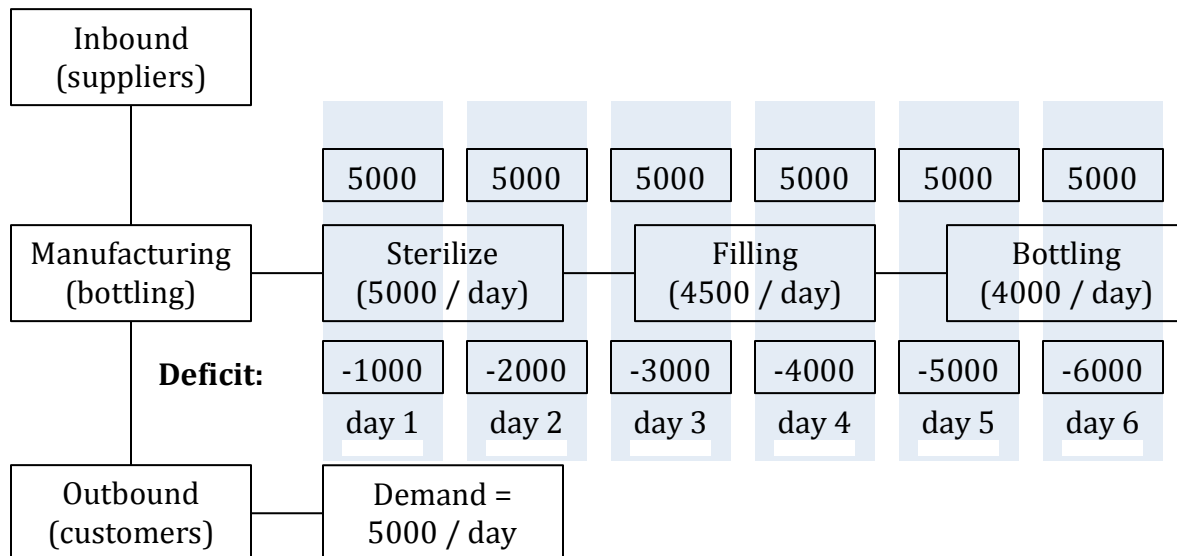 Inbound
(suppliers)
5000 5000 5000 5000 5000 5000
Manufacturing
(bottling)
Sterilize
(5000 / day)
Filling
(4500 / day)
Bottling
(4000 / day)
Deficit:
-1000 -2000 -3000 -4000 -5000 -6000
day 1 day 2 day 3 day 4 day 5 day 6
Outbound
(customers)
Demand =
5000 / day